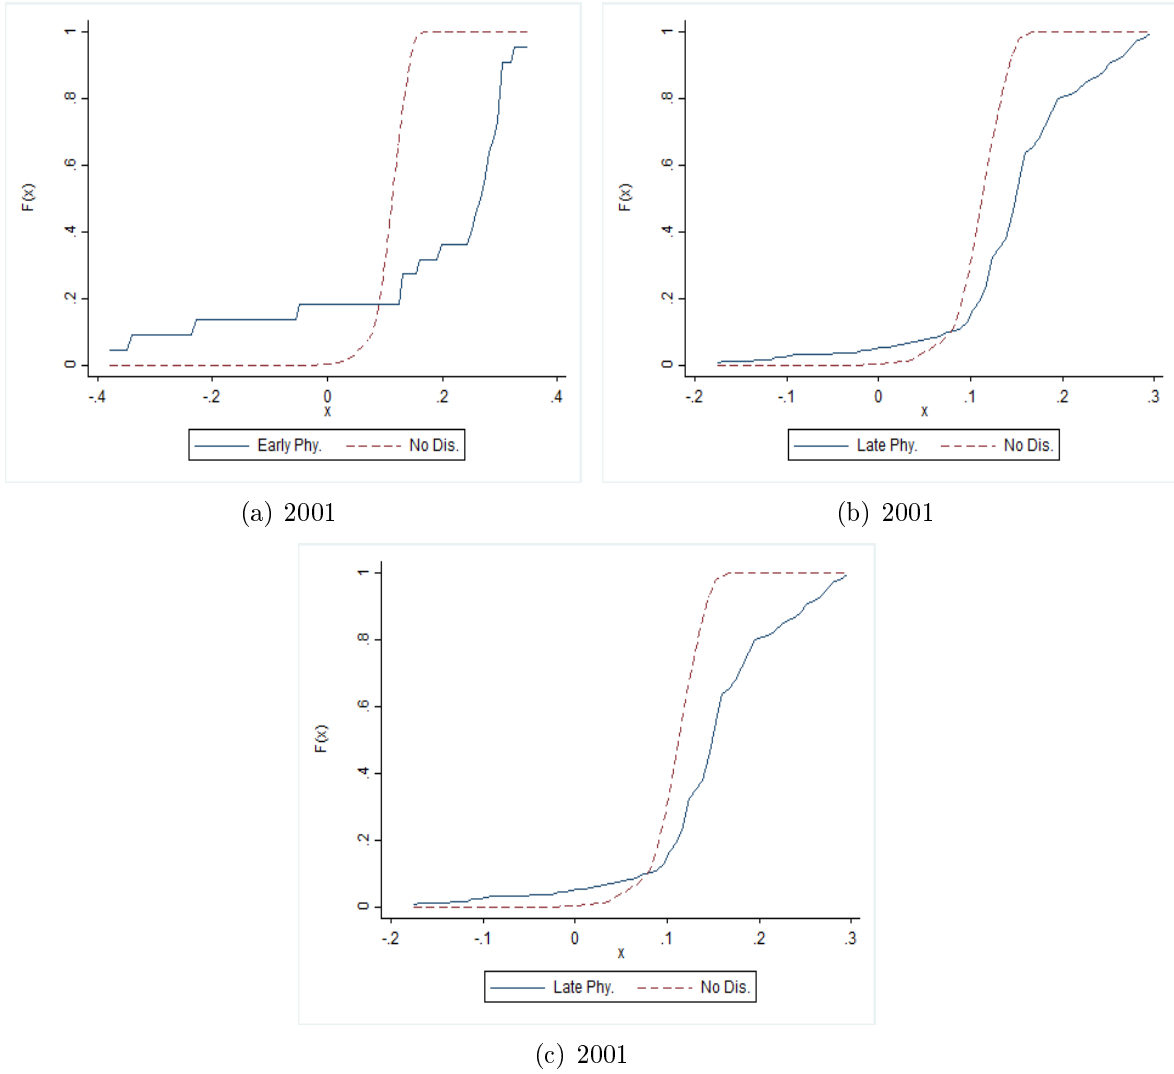 F(x)
1
.8
.6
.4
.2
0
-.4
-.2
0
.2
.4
x
Early Phy.
No Dis.
(a) 2001
F(x)
1
.8
.6
.4
.2
0
-.2
-.1
0
.1
.2
.3
x
Late Phy.
No Dis.
(b) 2001
F(x)
1
.8
.6
.4
.2
0
-.2
-.1
0
.1
.2
.3
x
Late Phy.
No Dis.
(c) 2001